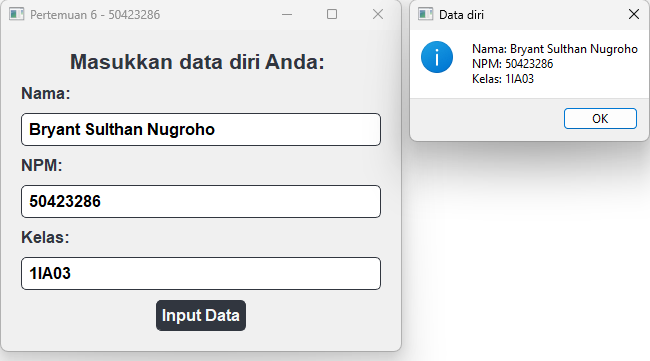 Pertemuan 6 - 50423286
Masukkan data diri Anda:
Nama:
Bryant Sulthan Nugroho
NPM:
50423286
Kelas:
1IA03
Input Data
Data diri
Nama: Bryant Sulthan Nugroho
NPM: 50423286
Kelas: 1IA03
OK